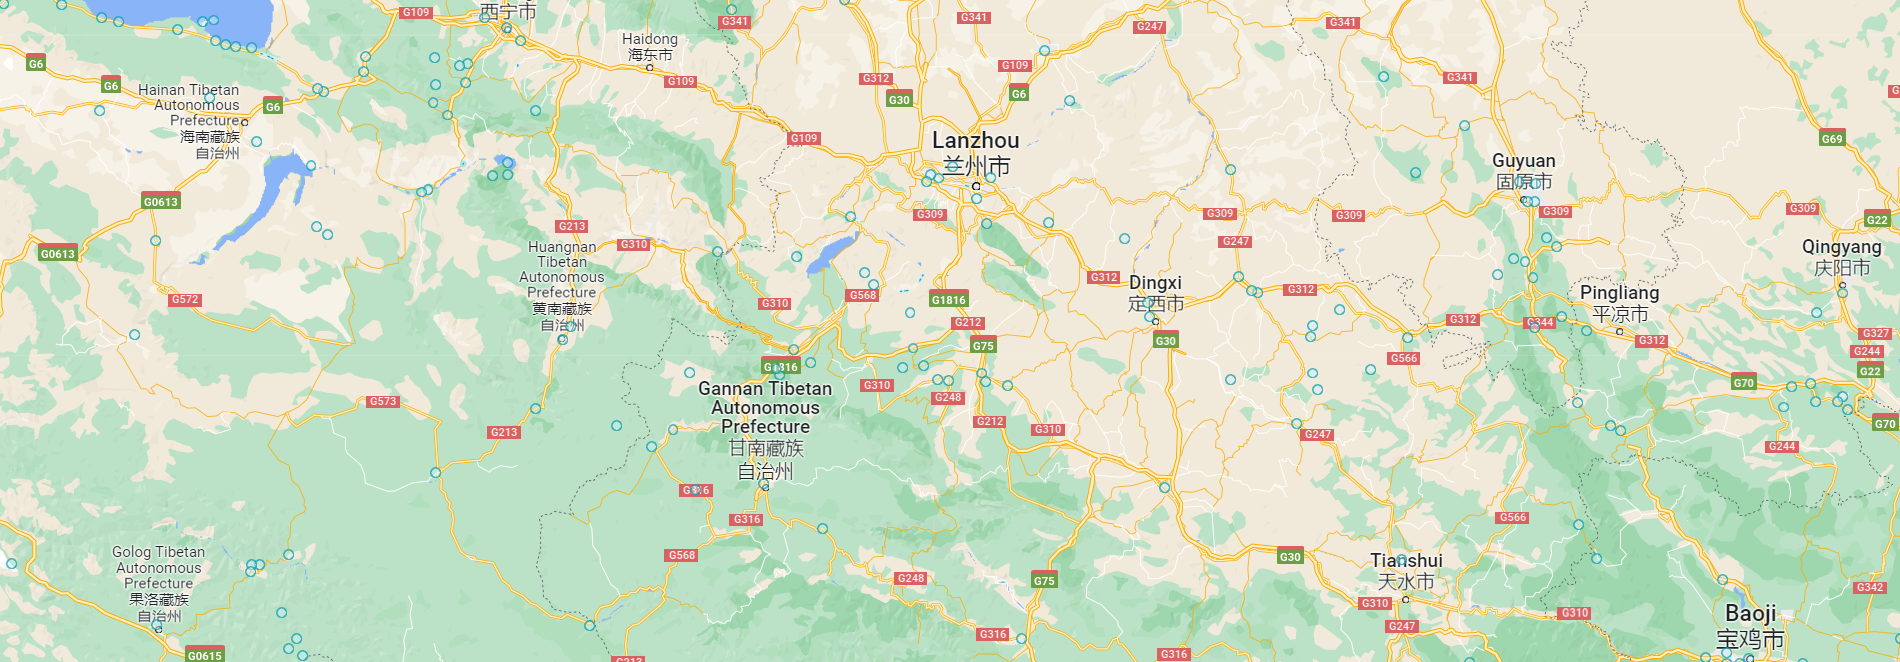 西宁市
G109
G341
G341
G247
G341
Haidong
海东市
G6
G6
G109
G312
G30
G109
G6
G341
Hainan Tibetan
Autonomous
Prefecture
海南藏族
自治州
G6
G109
Lanzhou
兰州市
G69
Guyuan
固原市
G0613
G213
G309
G309
G309
G309
G309
G22
G0613
Huangnan
Tibetan
Autonomous
Prefecture
黄南藏族
自治州
G310
G247
Qingyang
庆阳市
G572
G310
G568
G1816
G312
Dingxi
定西市
G312
Pingliang
平凉市
G212
G312
G344
G327
G75
G30
G312
G244
G566
G22
G1816
Gannan Tibetan
Autonomous
Prefecture
甘南藏族
自治州
G310
G248
G70
G573
G212
G310
G247
G70
G213
G244
G316
G316
G566
G568
G30
Golog Tibetan
Autonomous
Prefecture
果洛藏族
自治州
G248
G75
Tianshui
天水市
G342
G310
G310
Baoji
宝鸡市
G247
G316
G316
G0615
G213